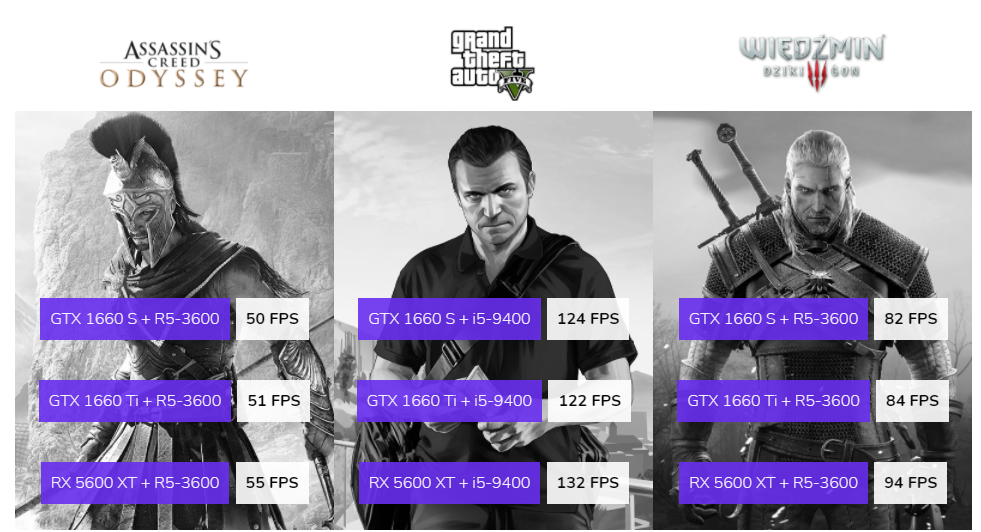 ASSASSIN'S
CREED
ODYSSEY
grand
theft
auto
FIVE
WIEDŹMIN
DZIKI GON
GTX 1660 S + R5-3600 50 FPS
GTX 1660 S + i5-9400 124 FPS
GTX 1660 S + R5-3600 82 FPS
GTX 1660 Ti + R5-3600 51 FPS
GTX 1660 Ti + i5-9400 122 FPS
GTX 1660 Ti + R5-3600 84 FPS
RX 5600 XT + R5-3600 55 FPS
RX 5600 XT + i5-9400 132 FPS
RX 5600 XT + R5-3600 94 FPS